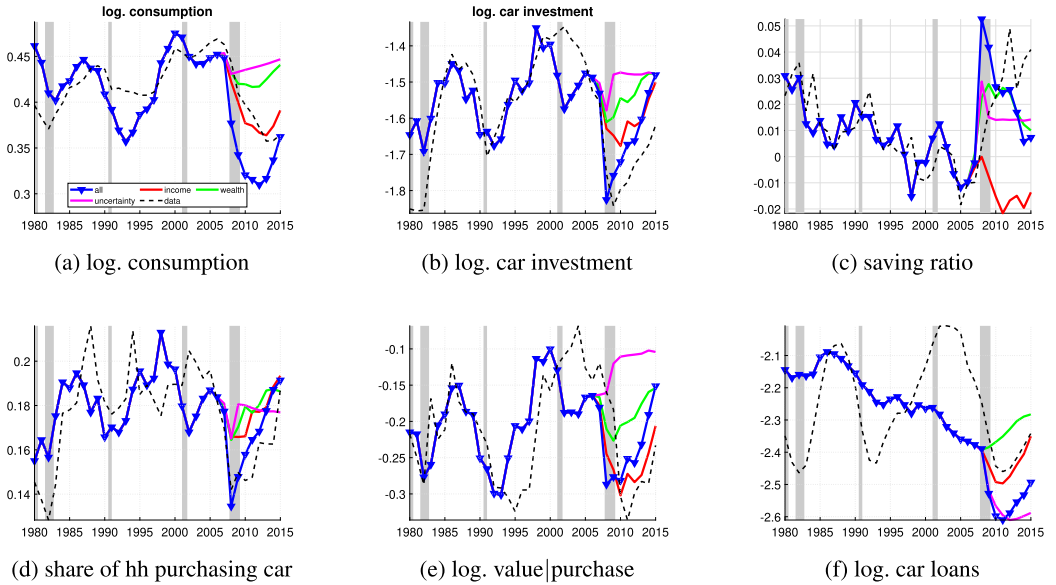 log. consumption
log. car investment
0.45
0.4
0.35
0.3
all
income
wealth
uncertainty
data
1980 1985 1990 1995 2000 2005 2010 2015
-1.4
-1.5
-1.6
-1.7
-1.8
1980 1985 1990 1995 2000 2005 2010 2015
0.05
0.04
0.03
0.02
0.01
0
-0.01
-0.02
1980 1985 1990 1995 2000 2005 2010 2015
(a) log. consumption
(b) log. car investment
(c) saving ratio
0.2
0.18
0.16
0.14
1980 1985 1990 1995 2000 2005 2010 2015
-0.1
-0.15
-0.2
-0.25
-0.3
1980 1985 1990 1995 2000 2005 2010 2015
-2.1
-2.2
-2.3
-2.4
-2.5
-2.6
1980 1985 1990 1995 2000 2005 2010 2015
(d) share of hh purchasing car
(e) log. value|purchase
(f) log. car loans